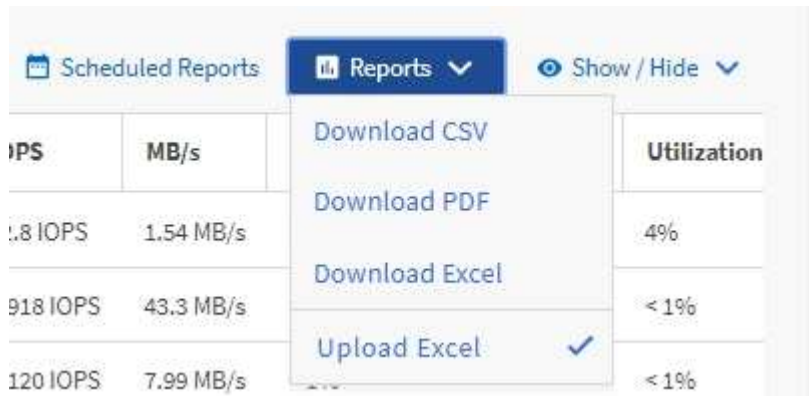 Scheduled Reports Reports Show / Hide
MB/s Utilization
Download CSV
.8 IOPS 1.54 MB/s 4%
Download PDF
918 IOPS 43.3 MB/s < 1%
Download Excel
120 IOPS 7.99 MB/s < 1%
Upload Excel